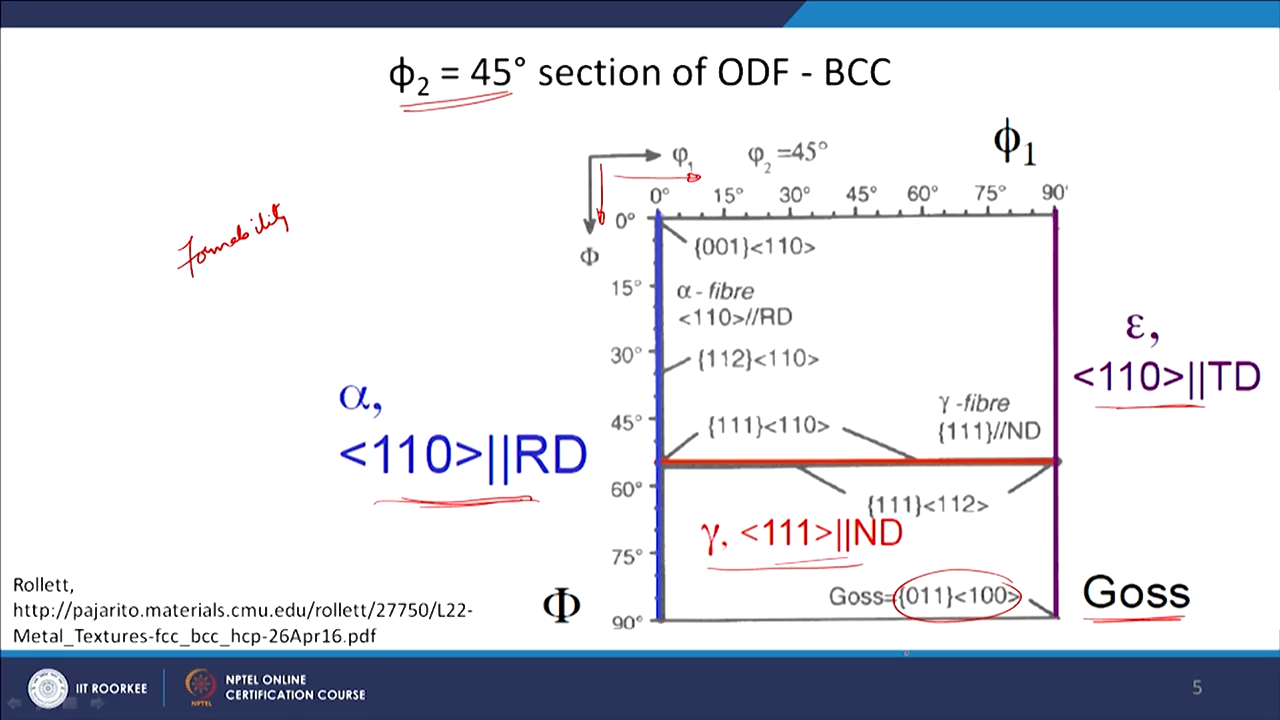 ϕ₂ = 45° section of ODF - BCC
ϕ₁
φ₁
φ₂ =45°
0° 15° 30° 45° 60° 75° 90°
0°
Φ
{001}<110>
Formability
15°
α - fibre
<110>//RD
30°
{112}<110>
ε,
<110>||TD
α,
<110>||RD
45°
{111}<110>
γ -fibre
{111}//ND
60°
{111}<112>
γ, <111>||ND
75°
Goss={011}<100>
Goss
Φ
90°
Rollett,
http://pajarito.materials.cmu.edu/rollett/27750/L22-
Metal_Textures-fcc_bcc_hcp-26Apr16.pdf
IIT ROORKEE
NPTEL
NPTEL ONLINE
CERTIFICATION COURSE
5